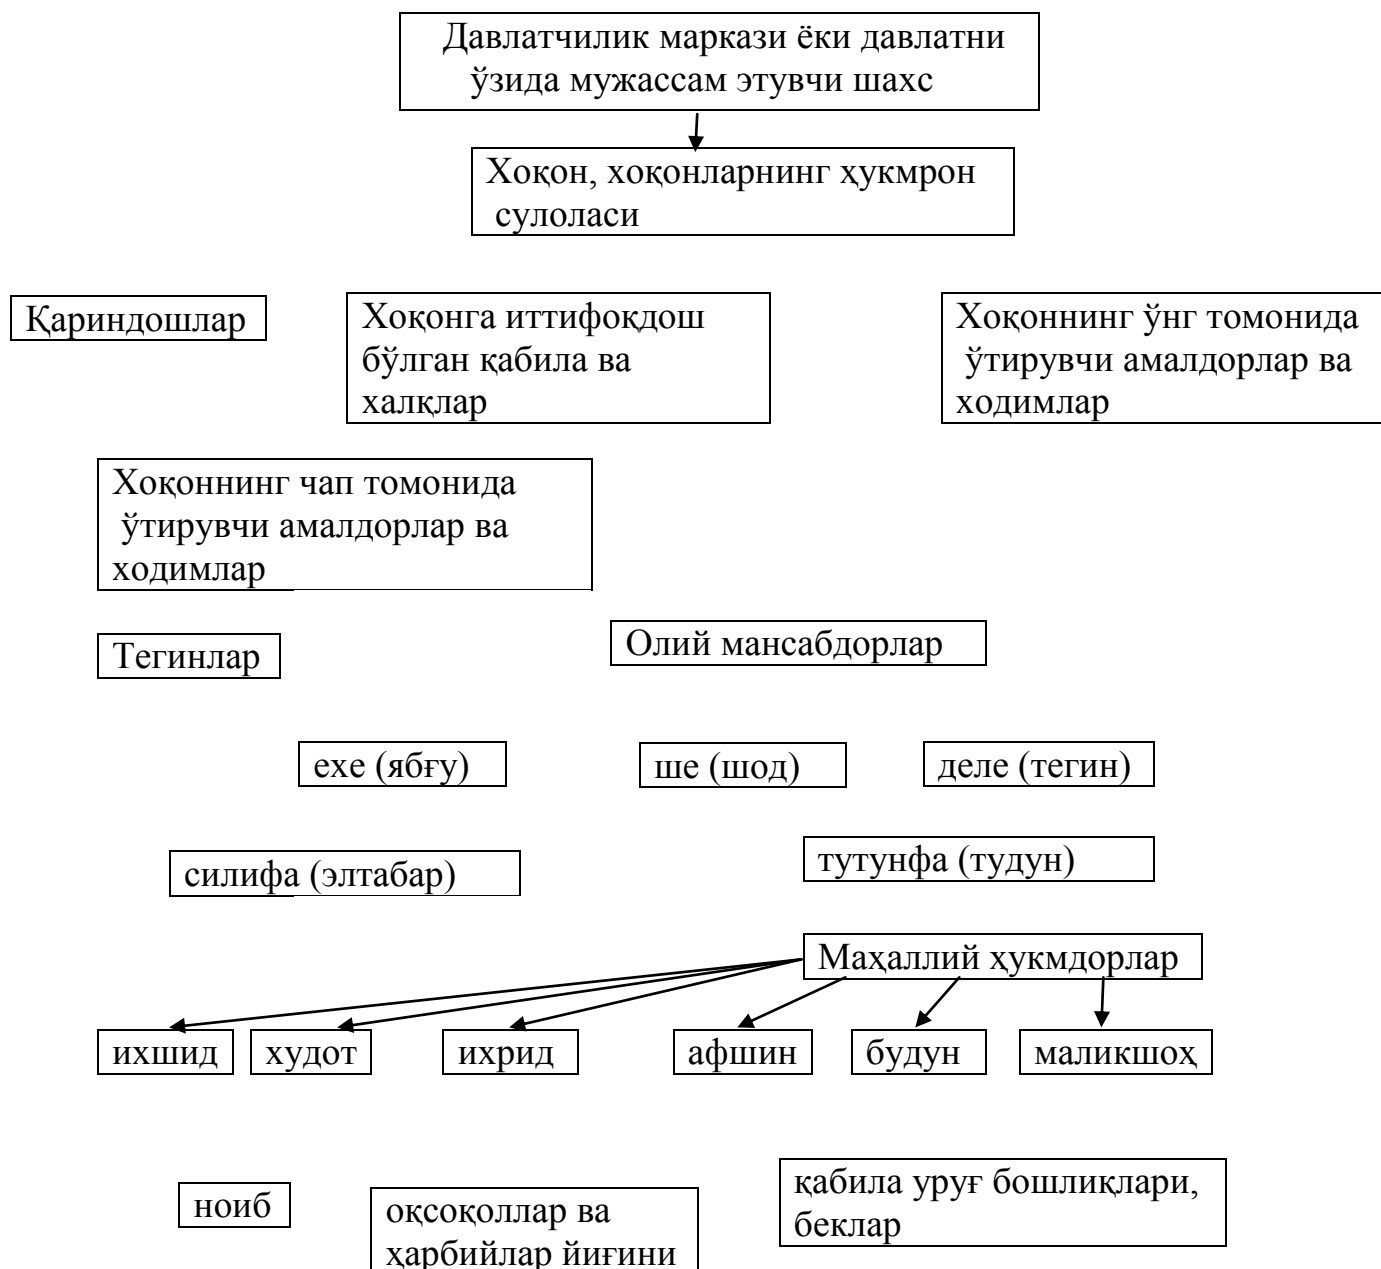 Давлатчилик маркази ёки давлатни
ўзида мужассам этувчи шахс
Хоқон, хоқонларнинг ҳукмрон
сулоласи
Қариндошлар
Хоқонга иттифоқдош
бўлган қабила ва
халқлар
Хоқоннинг ўнг томонида
ўтирувчи амалдорлар ва
ходимлар
Хоқоннинг чап томонида
ўтирувчи амалдорлар ва
ходимлар
Тегинлар
Олий мансабдорлар
ехе (ябғу)
ше (шод)
деле (тегин)
силифа (элтабар)
тутунфа (тудун)
Маҳаллий ҳукмдорлар
ихшид
худот
ихрид
афшин
будун
маликшоҳ
ноиб
оқсоқоллар ва
ҳарбийлар йиғини
қабила уруғ бошлиқлари,
беклар